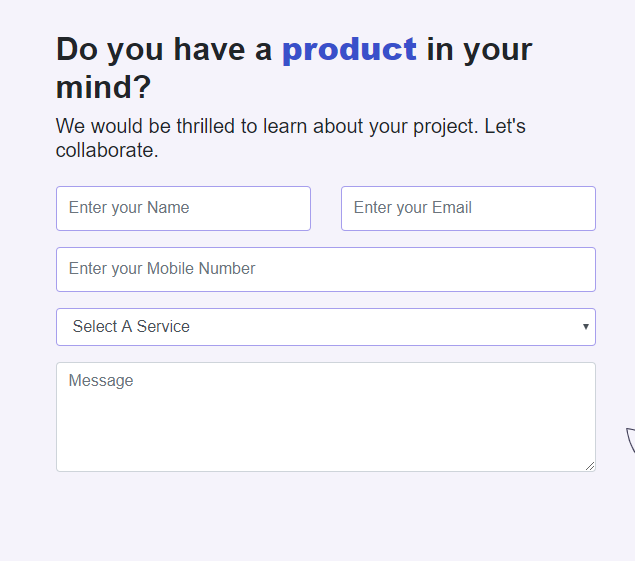 Do you have a product in your
mind?
We would be thrilled to learn about your project. Let's
collaborate.
Enter your Name
Enter your Email
Enter your Mobile Number
Select A Service
Message